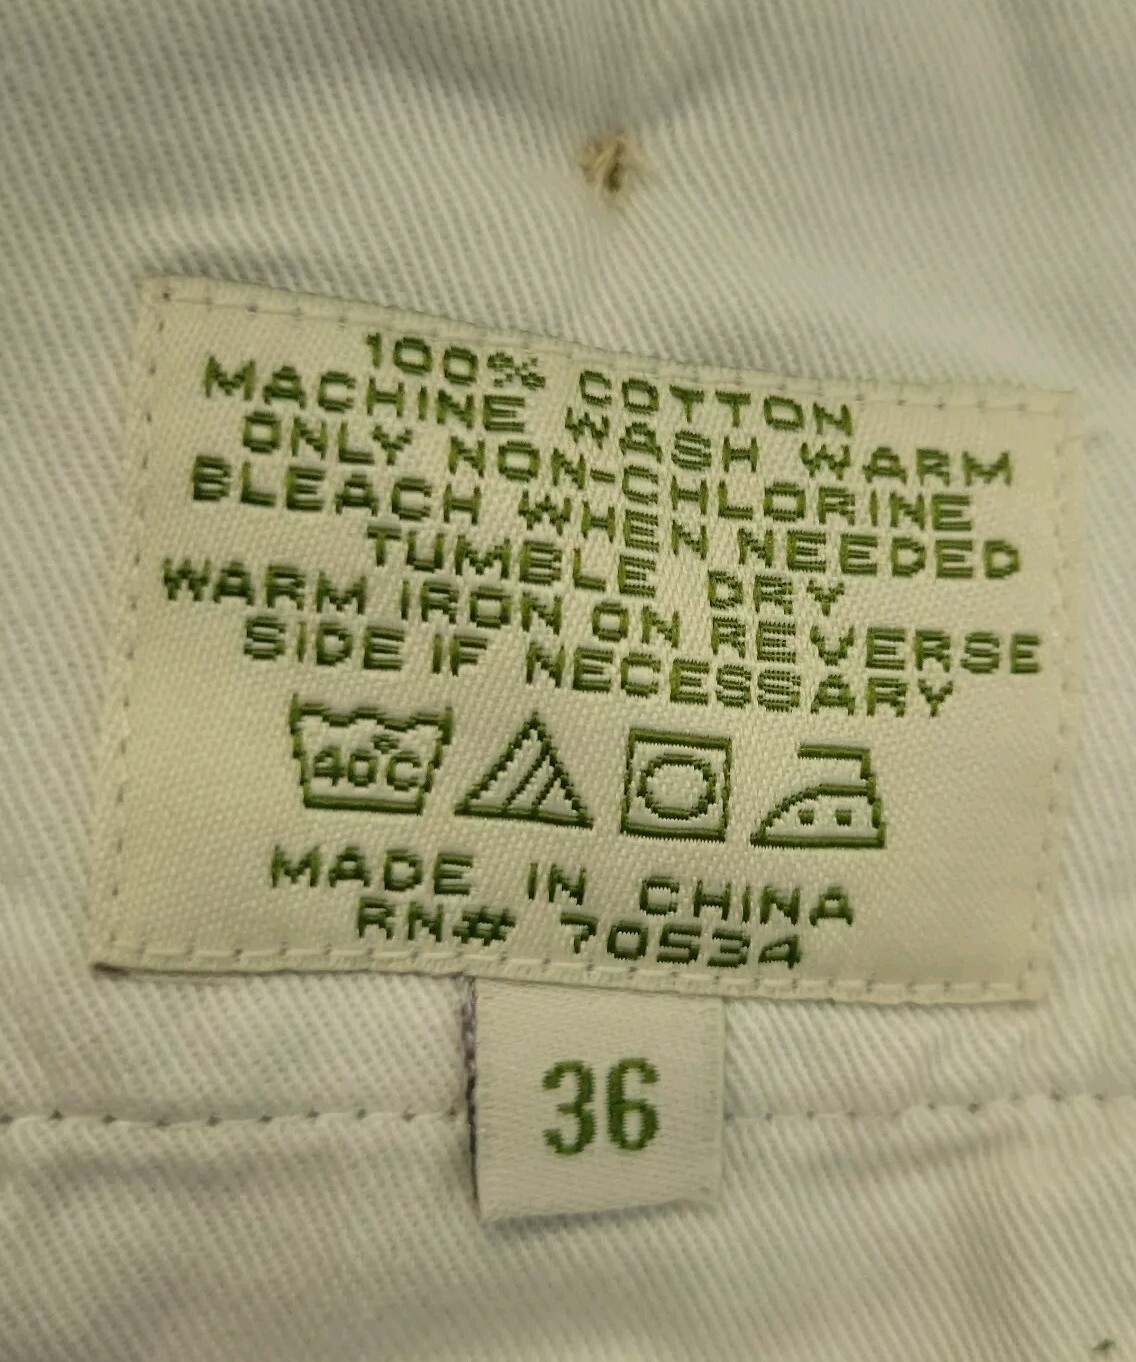 100% COTTON
MACHINE WASH WARM
ONLY NON-CHLORINE
BLEACH WHEN NEEDED
TUMBLE DRY
WARM IRON ON REVERSE
SIDE IF NECESSARY
40°C
MADE IN CHINA
RN# 70534
36